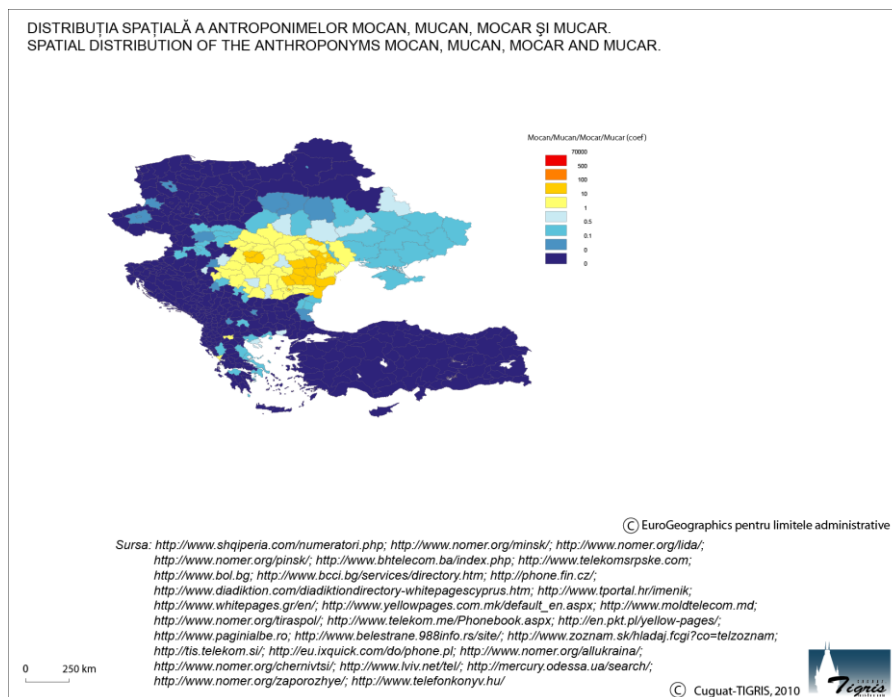 DISTRIBUȚIA SPAȚIALĂ A ANTROPONIMELOR MOCAN, MUCAN, MOCAR ŞI MUCAR.
SPATIAL DISTRIBUTION OF THE ANTHROPONYMS MOCAN, MUCAN, MOCAR AND MUCAR.
Mocan/Mucan/Mocar/Mucar (coef)
70000
500
100
10
1
0.5
0.1
0
0
© EuroGeographics pentru limitele administrative
Sursa: http://www.shqiperia.com/numeratori.php; http://www.nomer.org/minsk/; http://www.nomer.org/lida/;
http://www.nomer.org/pinsk/; http://www.bhtelecom.ba/index.php; http://www.telekomsrpske.com;
http://www.bol.bg; http://www.bcci.bg/services/directory.htm; http://phone.fin.cz/;
http://www.diadiktion.com/diadiktiondirectory-whitepagescyprus.htm; http://www.tportal.hr/imenik;
http://www.whitepages.gr/en/; http://www.yellowpages.com.mk/default_en.aspx; http://www.moldtelecom.md;
http://www.nomer.org/tiraspol/; http://www.telekom.me/Phonebook.aspx; http://en.pkt.pl/yellow-pages/;
http://www.paginialbe.ro; http://www.belestrane.988info.rs/site/; http://www.zoznam.sk/hladaj.fcgi?co=telzoznam;
http://tis.telekom.si/; http://eu.ixquick.com/do/phone.pl; http://www.nomer.org/allukraina/;
http://www.nomer.org/chernivtsi/; http://www.lviv.net/tel/; http://mercury.odessa.ua/search/;
http://www.nomer.org/zaporozhye/; http://www.telefonkonyv.hu/
0 250 km
© Cuguat-TIGRIS, 2010
Tigris